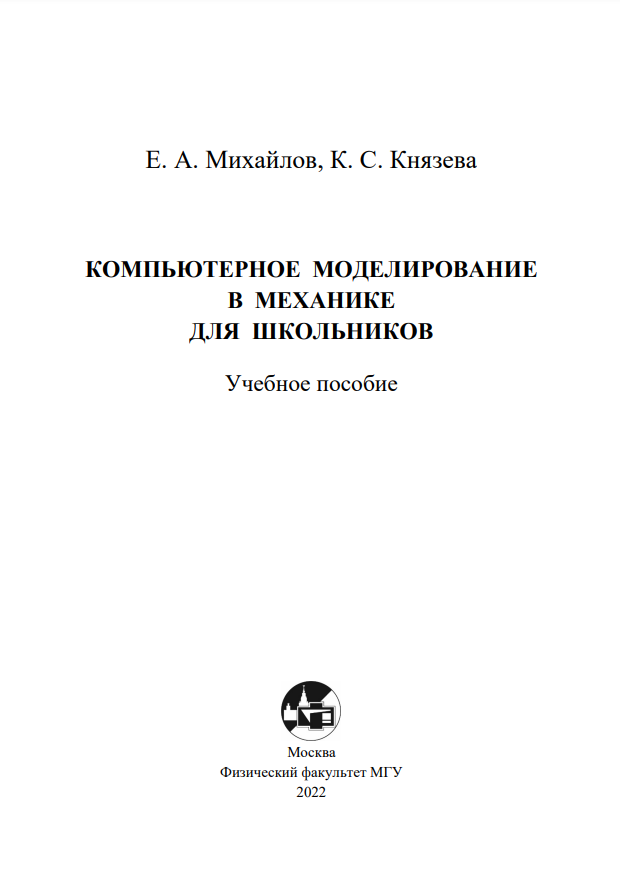 Е. А. Михайлов, К. С. Князева
КОМПЬЮТЕРНОЕ МОДЕЛИРОВАНИЕ
В МЕХАНИКЕ
ДЛЯ ШКОЛЬНИКОВ
Учебное пособие
Москва
Физический факультет МГУ
2022